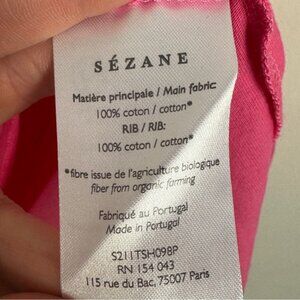 SÉZANE
Matière principale / Main fabric:
100% coton / cotton*
RIB / RIB:
100% coton / cotton*
*fibre issue de l'agriculture biologique
fiber from organic farming
Fabriqué au Portugal
Made in Portugal
S211TSH098P
RN 154 043
115 rue du Bac, 75007 Paris